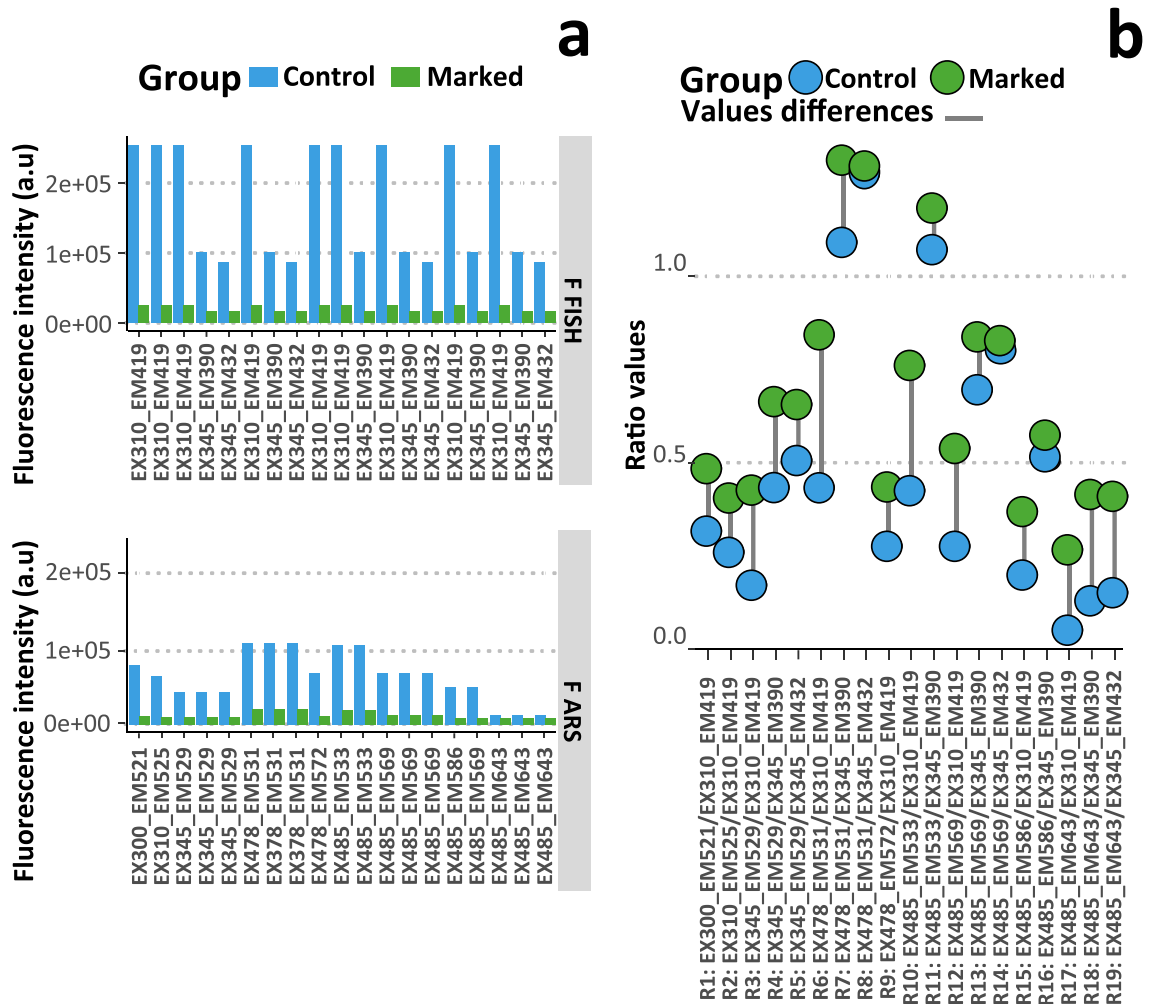 a
Group Control Marked
Fluorescence intensity (a.u)
2e+05
1e+05
0e+00
F FISH
EX310_EM419
EX310_EM419
EX310_EM419
EX345_EM390
EX345_EM432
EX310_EM419
EX345_EM390
EX345_EM432
EX310_EM419
EX310_EM419
EX345_EM390
EX310_EM419
EX345_EM390
EX345_EM432
EX310_EM419
EX345_EM390
EX310_EM419
EX345_EM390
EX345_EM432
Fluorescence intensity (a.u)
2e+05
1e+05
0e+00
F ARS
EX300_EM521
EX310_EM525
EX345_EM529
EX345_EM529
EX345_EM529
EX478_EM531
EX378_EM531
EX378_EM531
EX478_EM572
EX485_EM533
EX485_EM533
EX485_EM569
EX485_EM569
EX485_EM569
EX485_EM586
EX485_EM569
EX485_EM643
EX485_EM643
EX485_EM643
b
Group Control Marked
Values differences
Ratio values
1.0
0.5
0.0
R1: EX300_EM521/EX310_EM419
R2: EX310_EM525/EX310_EM419
R3: EX345_EM529/EX310_EM419
R4: EX345_EM529/EX345_EM390
R5: EX345_EM529/EX345_EM432
R6: EX478_EM531/EX310_EM419
R7: EX478_EM531/EX345_EM390
R8: EX478_EM531/EX345_EM432
R9: EX478_EM572/EX310_EM419
R10: EX485_EM533/EX310_EM419
R11: EX485_EM533/EX345_EM390
R12: EX485_EM569/EX310_EM419
R13: EX485_EM569/EX345_EM390
R14: EX485_EM569/EX345_EM432
R15: EX485_EM586/EX310_EM419
R16: EX485_EM586/EX345_EM390
R17: EX485_EM643/EX310_EM419
R18: EX485_EM643/EX345_EM390
R19: EX485_EM643/EX345_EM432